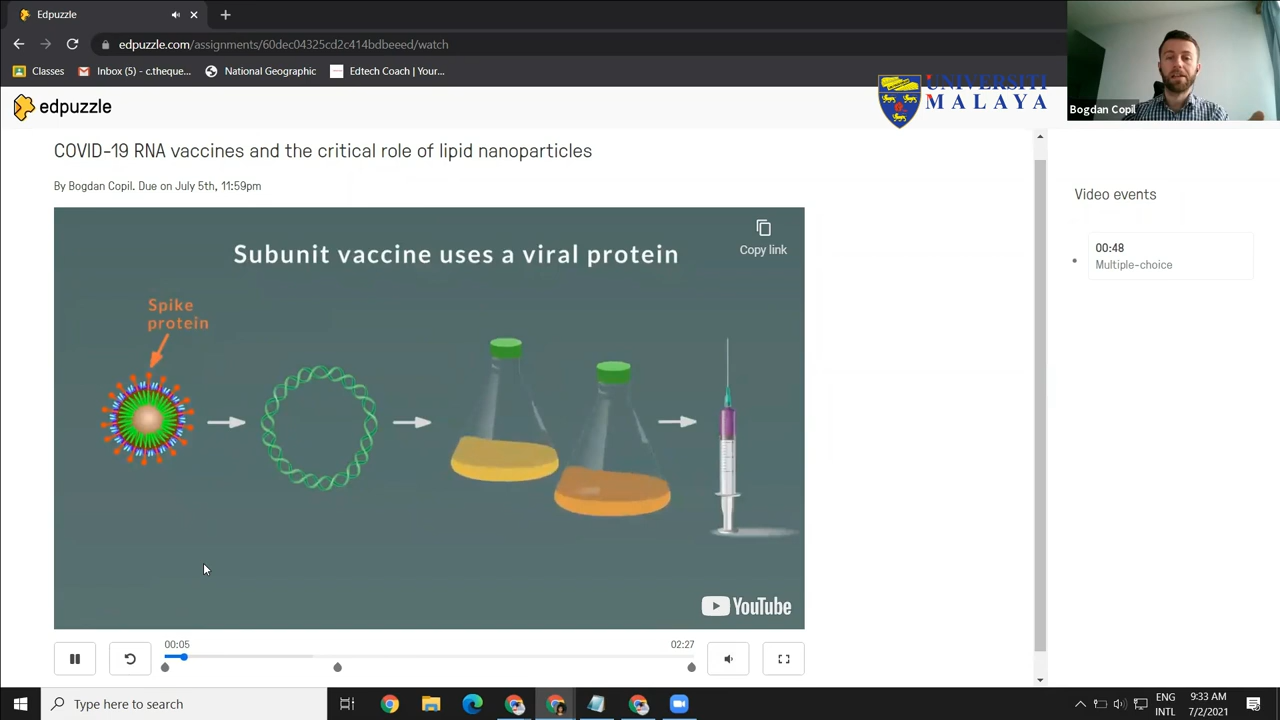 Edpuzzle
edpuzzle.com/assignments/60dec04325cd2c414bdbeeed/watch
Classes
Inbox (5) - c.theque...
National Geographic
Edtech Coach | Your...
edpuzzle
UNIVERSITI
MALAYA
Bogdan Copil
COVID-19 RNA vaccines and the critical role of lipid nanoparticles
By Bogdan Copil. Due on July 5th, 11:59pm
Video events
00:48
Multiple-choice
Subunit vaccine uses a viral protein
Copy link
Spike
protein
YouTube
00:05
02:27
Type here to search
ENG
INTL
9:33 AM
7/2/2021